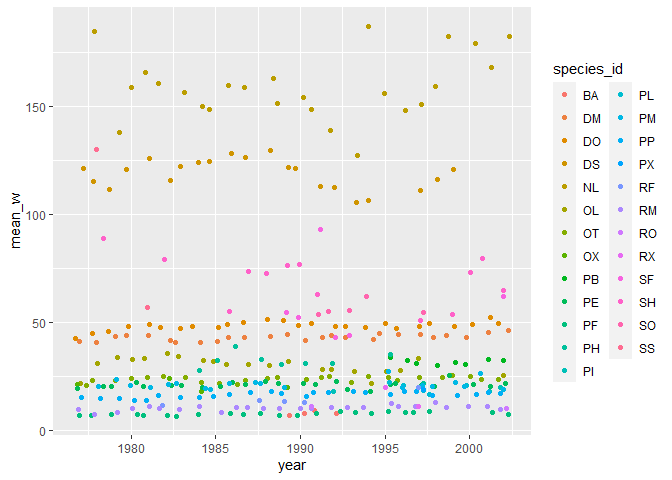 mean_w
150
100
50
0
1980
1985
1990
1995
2000
year
species_id
BA
DM
DO
DS
NL
OL
OT
OX
PB
PE
PF
PH
PI
PL
PM
PP
PX
RF
RM
RO
RX
SF
SH
SO
SS